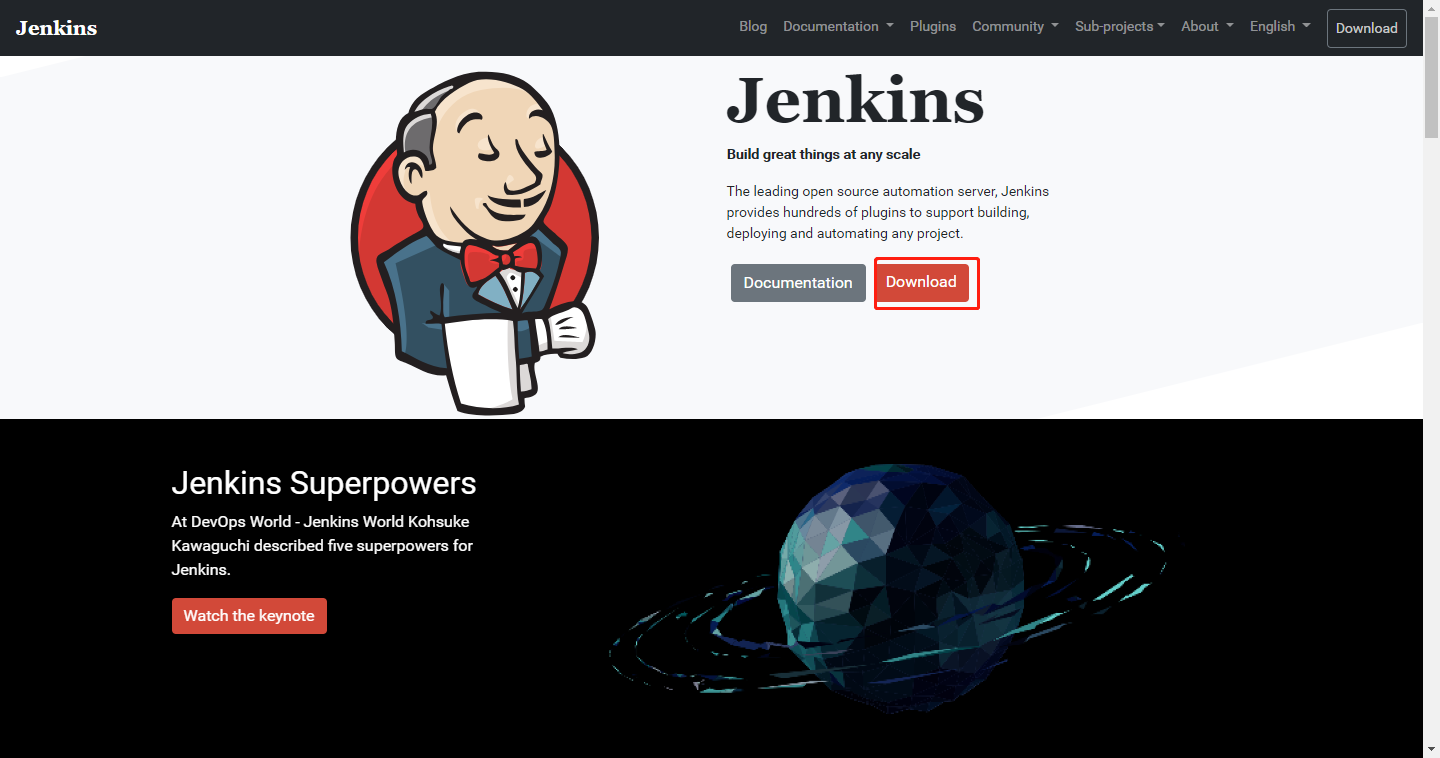 Jenkins
Blog
Documentation
Plugins
Community
Sub-projects
About
English
Download
Jenkins
Build great things at any scale
The leading open source automation server, Jenkins
provides hundreds of plugins to support building,
deploying and automating any project.
Documentation
Download
Jenkins Superpowers
At DevOps World - Jenkins World Kohsuke
Kawaguchi described five superpowers for
Jenkins.
Watch the keynote